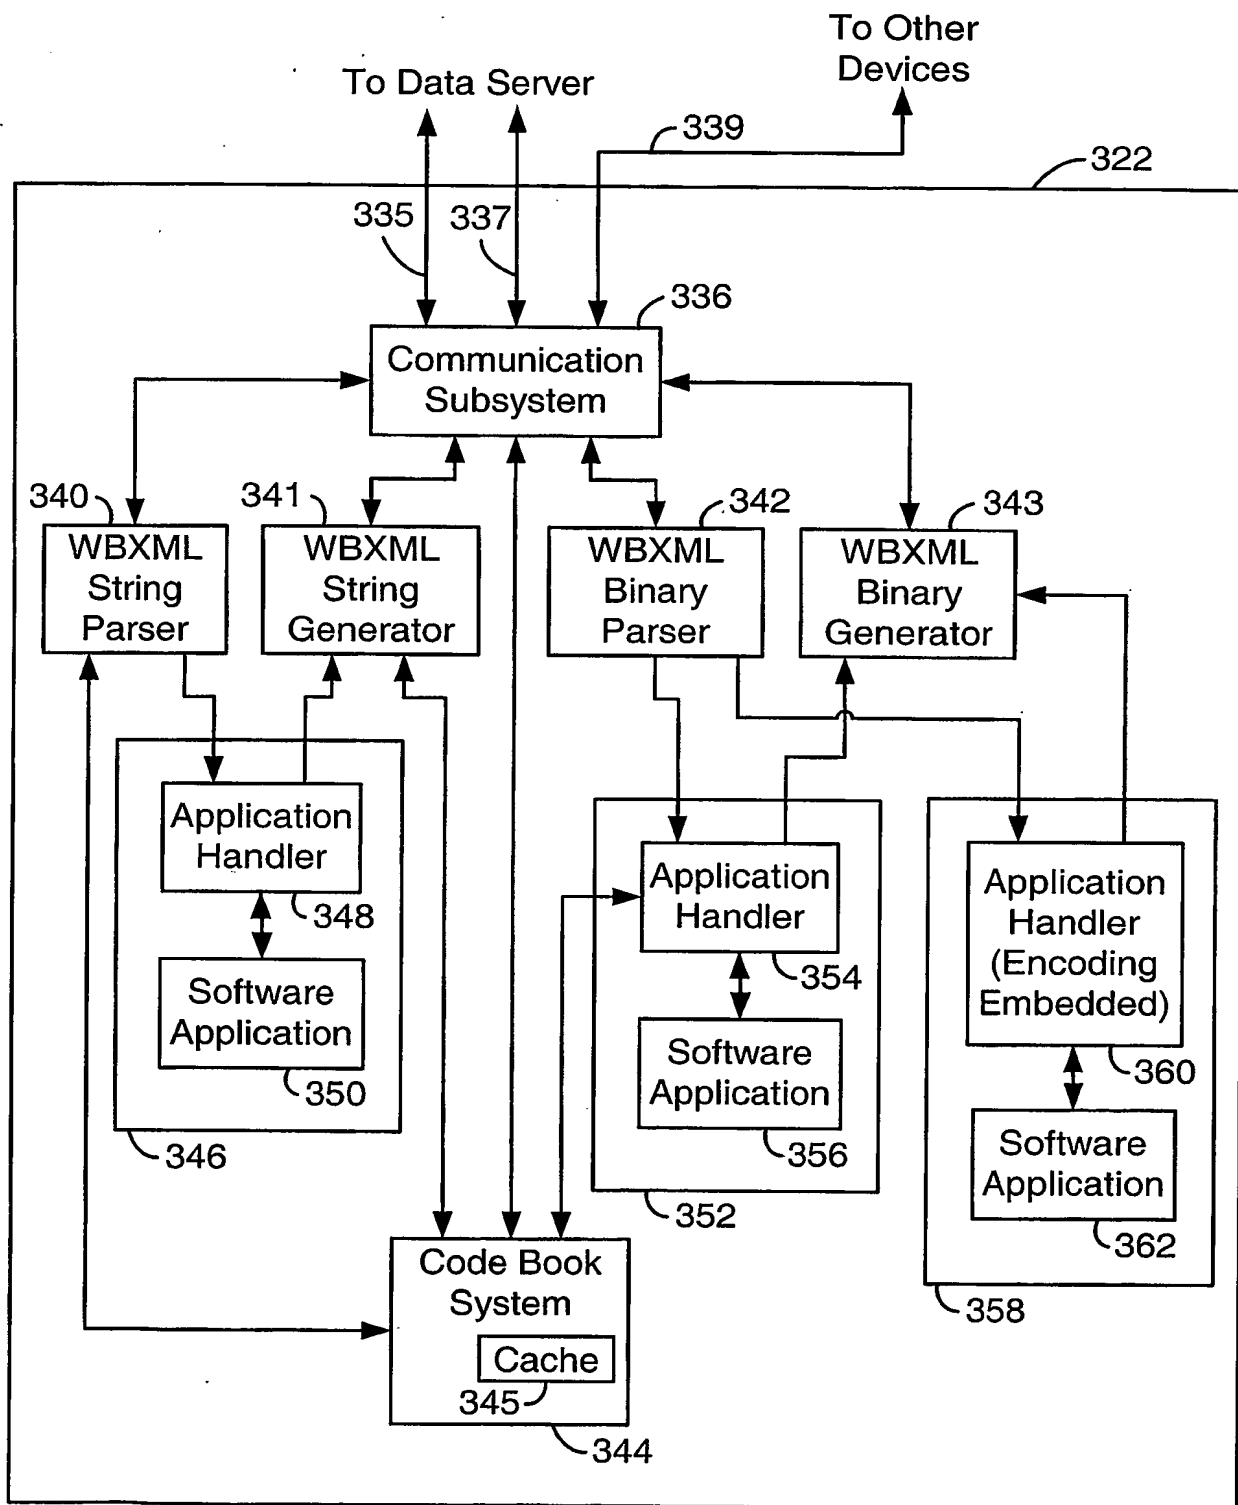 To Other
Devices
To Data Server
339
322
335
337
336
Communication
Subsystem
340
341
342
343
WBXML
String
Parser
WBXML
String
Generator
WBXML
Binary
Parser
WBXML
Binary
Generator
Application
Handler
348
Software
Application
350
346
Application
Handler
354
Software
Application
356
352
Application
Handler
(Encoding
Embedded)
360
Software
Application
362
358
Code Book
System
Cache
345
344